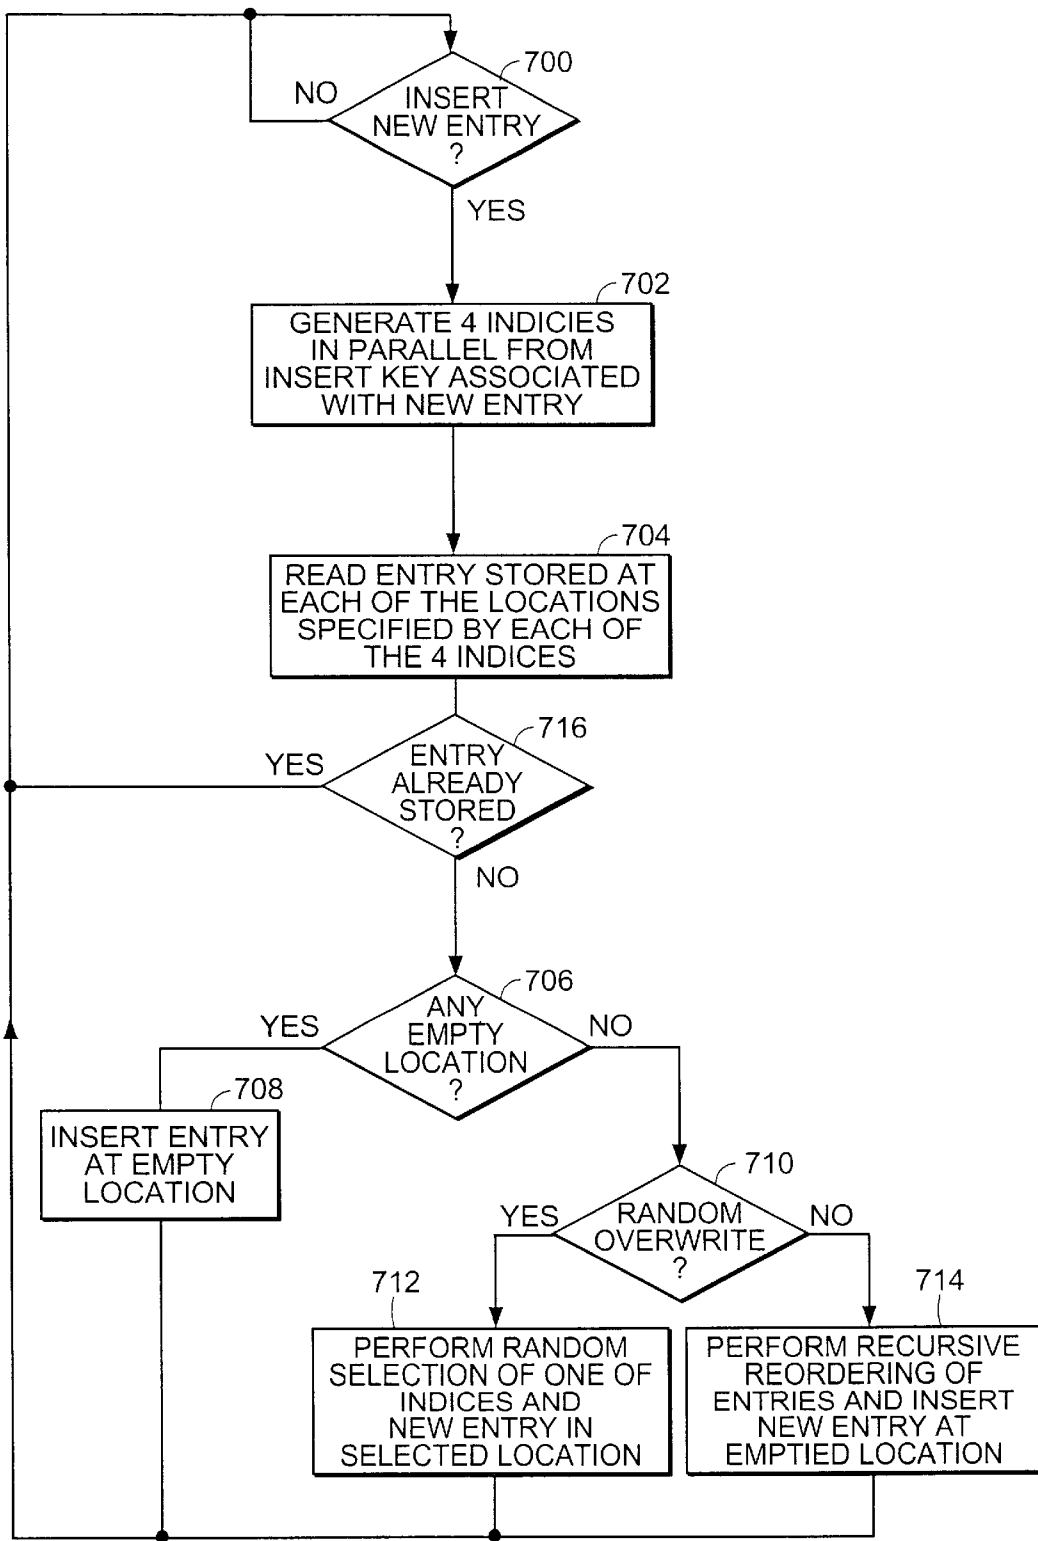 700
NO
INSERT
NEW ENTRY
?
YES
702
GENERATE 4 INDICIES
IN PARALLEL FROM
INSERT KEY ASSOCIATED
WITH NEW ENTRY
704
READ ENTRY STORED AT
EACH OF THE LOCATIONS
SPECIFIED BY EACH OF
THE 4 INDICES
716
YES
ENTRY
ALREADY
STORED
?
NO
706
YES
ANY
EMPTY
LOCATION
?
NO
708
INSERT ENTRY
AT EMPTY
LOCATION
710
YES
RANDOM
OVERWRITE
?
NO
712
PERFORM RANDOM
SELECTION OF ONE OF
INDICES AND
NEW ENTRY IN
SELECTED LOCATION
714
PERFORM RECURSIVE
REORDERING OF
ENTRIES AND INSERT
NEW ENTRY AT
EMPTIED LOCATION